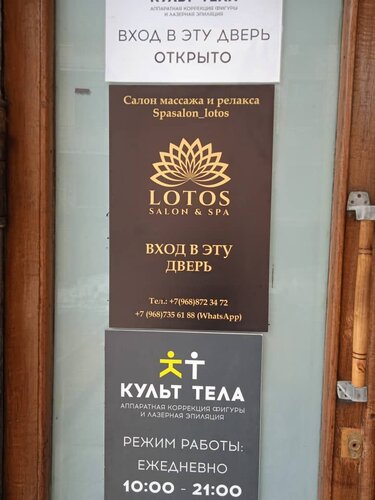 КУЛЬТ ТЕЛА
АППАРАТНАЯ КОРРЕКЦИЯ ФИГУРЫ
И ЛАЗЕРНАЯ ЭПИЛЯЦИЯ
ВХОД В ЭТУ ДВЕРЬ
ОТКРЫТО
Салон массажа и релакса
Spasalon_lotos
LOTOS
SALON & SPA
ВХОД В ЭТУ
ДВЕРЬ
Тел.: +7(968)872 34 72
+7 (968)735 61 88 (WhatsApp)
КУЛЬТ ТЕЛА
АППАРАТНАЯ КОРРЕКЦИЯ ФИГУРЫ
И ЛАЗЕРНАЯ ЭПИЛЯЦИЯ
РЕЖИМ РАБОТЫ:
ЕЖЕДНЕВНО
10:00 - 21:00